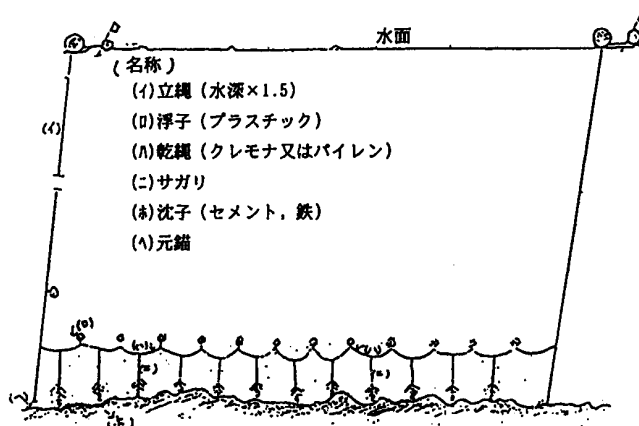 水面
(名称)
(イ)立縄(水深×1.5)
(ロ)浮子(プラスチック)
(ハ)乾縄(クレモナ又はパイレン)
(ニ)サガリ
(ホ)沈子(セメント,鉄)
(ヘ)元錨
(イ)
(ロ)
(ハ)
(ハ)
(ニ)
(ニ)
(ヘ)
(ホ)